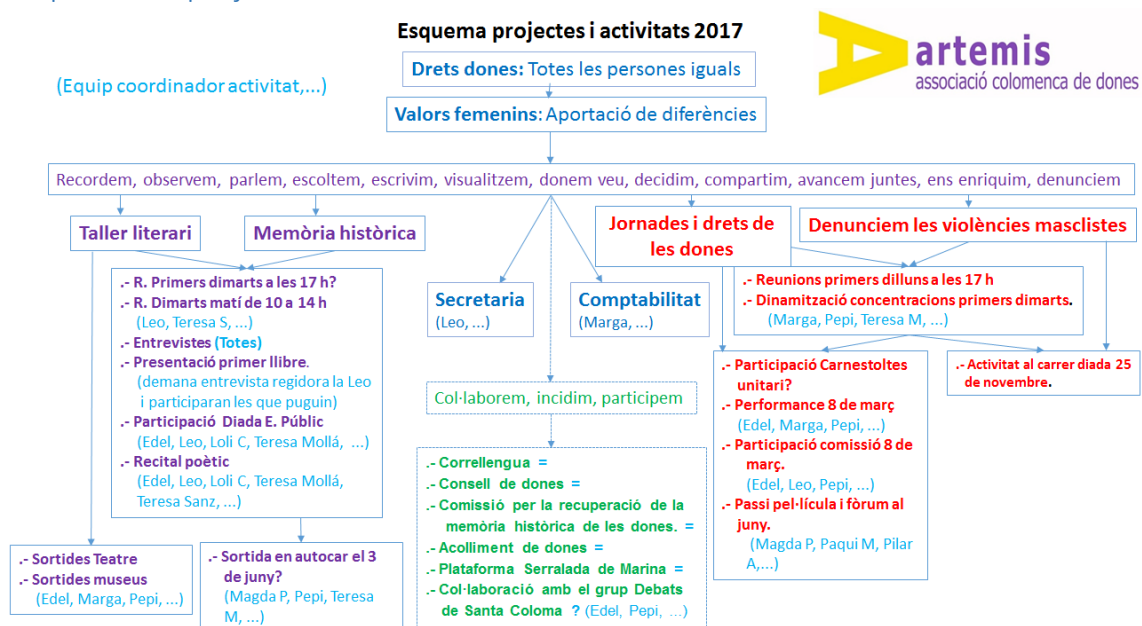 Esquema projectes i activitats 2017
artemis
associació colomenca de dones
(Equip coordinador activitat,...)
Drets dones: Totes les persones iguals
Valors femenins: Aportació de diferències
Recordem, observem, parlem, escoltem, escrivim, visualitzem, donem veu, decidim, compartim, avancem juntes, ens enriquim, denunciem
Taller literari
Memòria històrica
Jornades i drets de
les dones
Denunciem les violències masclistes
.- R. Primers dimarts a les 17 h?
.- R. Dimarts matí de 10 a 14 h
(Leo, Teresa S, ...)
.- Entrevistes (Totes)
.- Presentació primer llibre.
(demana entrevista regidora la Leo
i participaran les que puguin)
.- Participació Diada E. Públic
(Edel, Leo, Loli C, Teresa Mollá, ...)
.- Recital poètic
(Edel, Leo, Loli C, Teresa Mollá,
Teresa Sanz, ...)
Secretaria
(Leo, ...)
Comptabilitat
(Marga, ...)
.- Reunions primers dilluns a les 17 h
.- Dinamització concentracions primers dimarts.
(Marga, Pepi, Teresa M, ...)
Col·laborem, incidim, participem
.- Participació Carnestoltes
unitari?
.- Performance 8 de març
(Edel, Marga, Pepi, ...)
.- Participació comissió 8 de
març.
(Edel, Leo, Pepi, ...)
.- Passi pel·lícula i fòrum al
juny.
(Magda P, Paqui M, Pilar
A,...)
.- Activitat al carrer diada 25
de novembre.
.- Correllengua =
.- Consell de dones =
.- Comissió per la recuperació de la
memòria històrica de les dones. =
.- Acolliment de dones =
.- Plataforma Serralada de Marina =
.- Col·laboració amb el grup Debats
de Santa Coloma ? (Edel, Pepi, ...)
.- Sortides Teatre
.- Sortides museus
(Edel, Marga, Pepi, ...)
.- Sortida en autocar el 3
de juny?
(Magda P, Pepi, Teresa
M, ...)